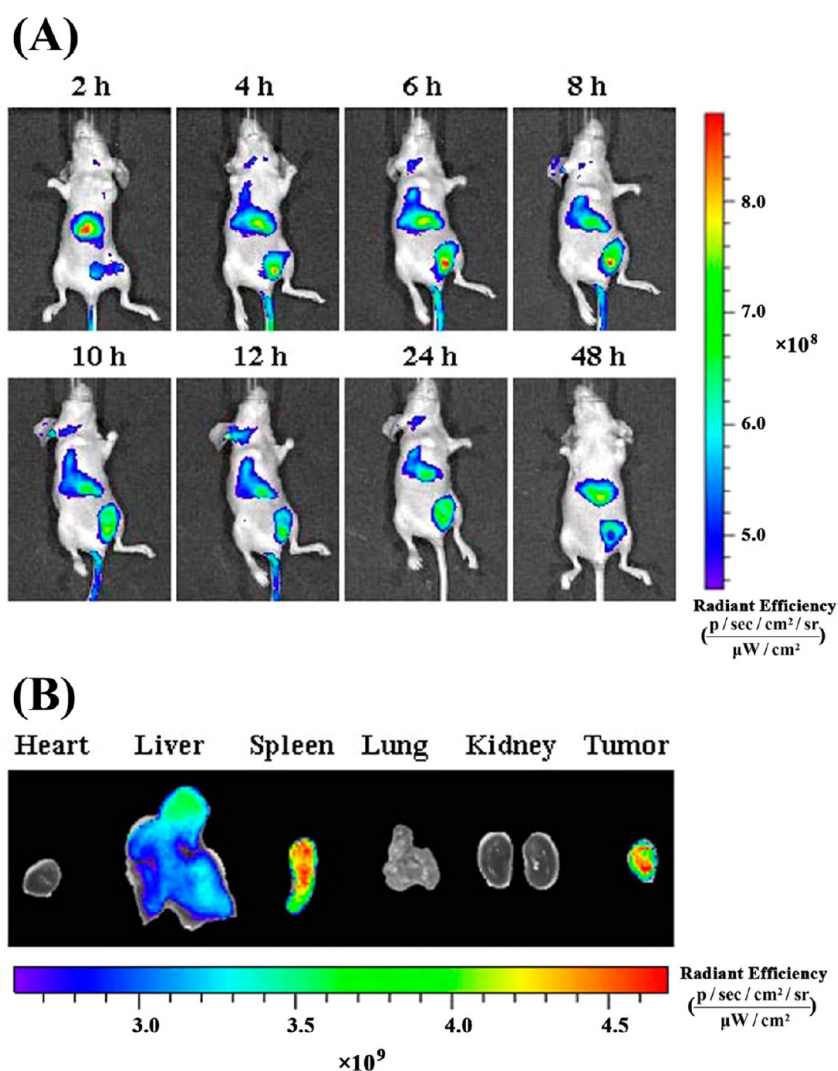 (A)
2 h 4 h 6 h 8 h
8.0
7.0
×10⁸
6.0
5.0
10 h 12 h 24 h 48 h
Radiant Efficiency
(p / sec / cm² / sr)
μW / cm²
(B)
Heart Liver Spleen Lung Kidney Tumor
3.0 3.5 4.0 4.5
×10⁹
Radiant Efficiency
(p / sec / cm² / sr)
μW / cm²